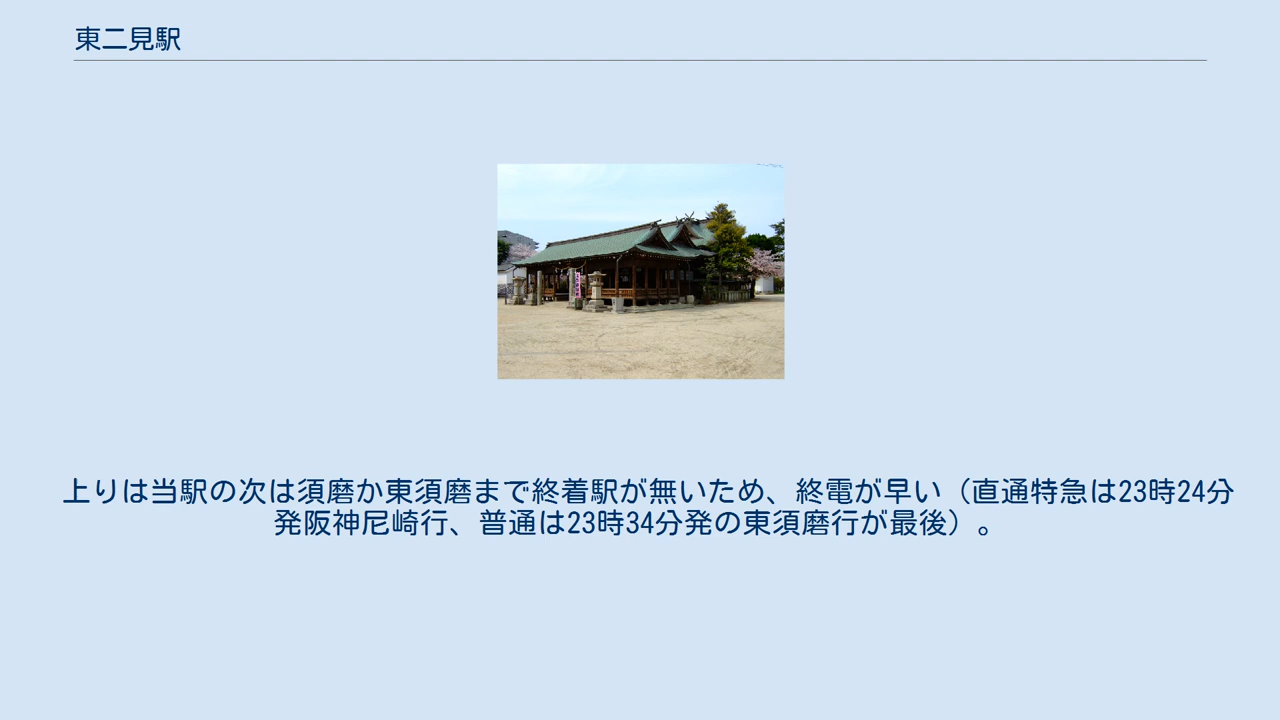 東二見駅
上りは当駅の次は須磨か東須磨まで終着駅が無いため、終電が早い（直通特急は23時24分
発阪神尼崎行、普通は23時34分発の東須磨行が最後）。